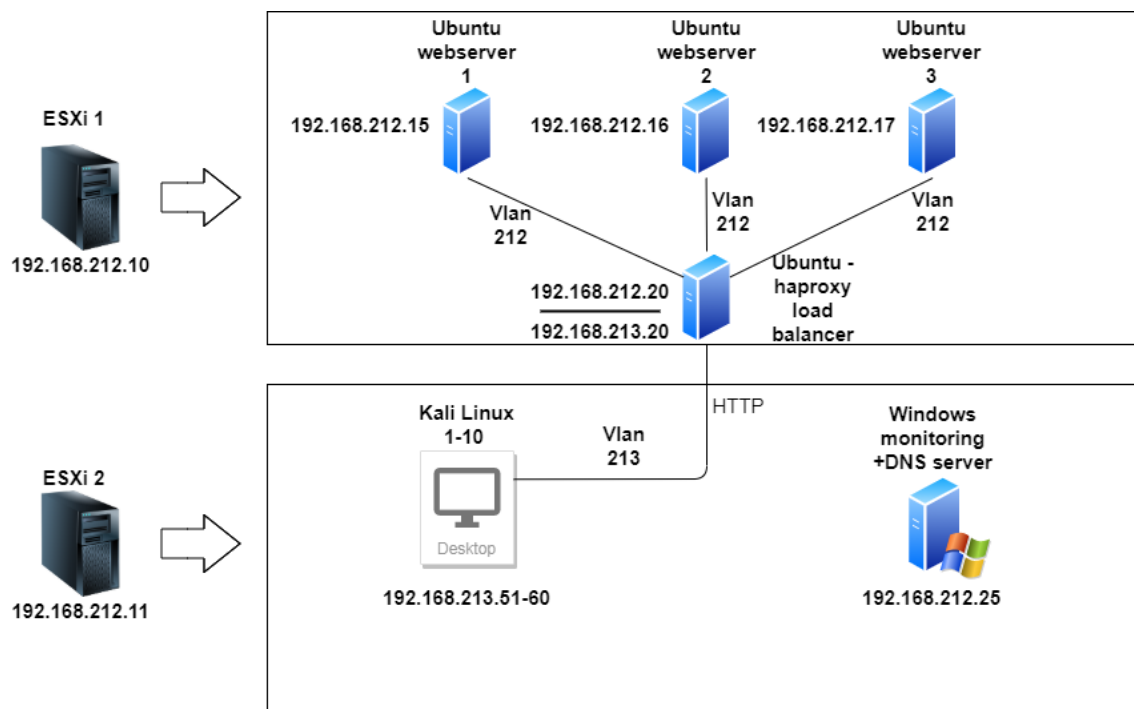 Ubuntu
webserver
1
Ubuntu
webserver
2
Ubuntu
webserver
3
ESXi 1
192.168.212.15
192.168.212.16
192.168.212.17
192.168.212.10
Vlan
212
Vlan
212
Vlan
212
192.168.212.20
192.168.213.20
Ubuntu -
haproxy
load
balancer
HTTP
Kali Linux
1-10
Vlan
213
Windows
monitoring
+DNS server
ESXi 2
Desktop
192.168.212.11
192.168.213.51-60
192.168.212.25